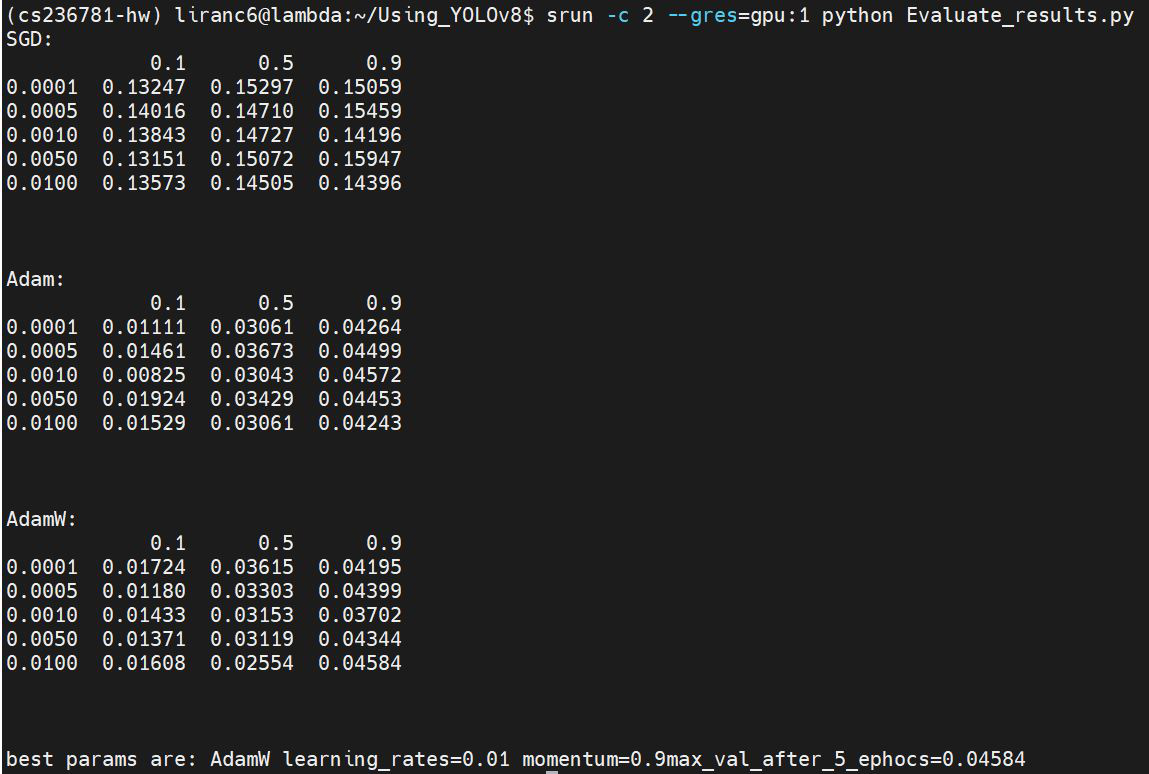 (cs236781-hw) liranc6@lambda:~/Using_YOLOv8$ srun -c 2 --gres=gpu:1 python Evaluate_results.py
SGD:
0.1 0.5 0.9
0.0001 0.13247 0.15297 0.15059
0.0005 0.14016 0.14710 0.15459
0.0010 0.13843 0.14727 0.14196
0.0050 0.13151 0.15072 0.15947
0.0100 0.13573 0.14505 0.14396
Adam:
0.1 0.5 0.9
0.0001 0.01111 0.03061 0.04264
0.0005 0.01461 0.03673 0.04499
0.0010 0.00825 0.03043 0.04572
0.0050 0.01924 0.03429 0.04453
0.0100 0.01529 0.03061 0.04243
AdamW:
0.1 0.5 0.9
0.0001 0.01724 0.03615 0.04195
0.0005 0.01180 0.03303 0.04399
0.0010 0.01433 0.03153 0.03702
0.0050 0.01371 0.03119 0.04344
0.0100 0.01608 0.02554 0.04584
best params are: AdamW learning_rates=0.01 momentum=0.9max_val_after_5_ephocs=0.04584